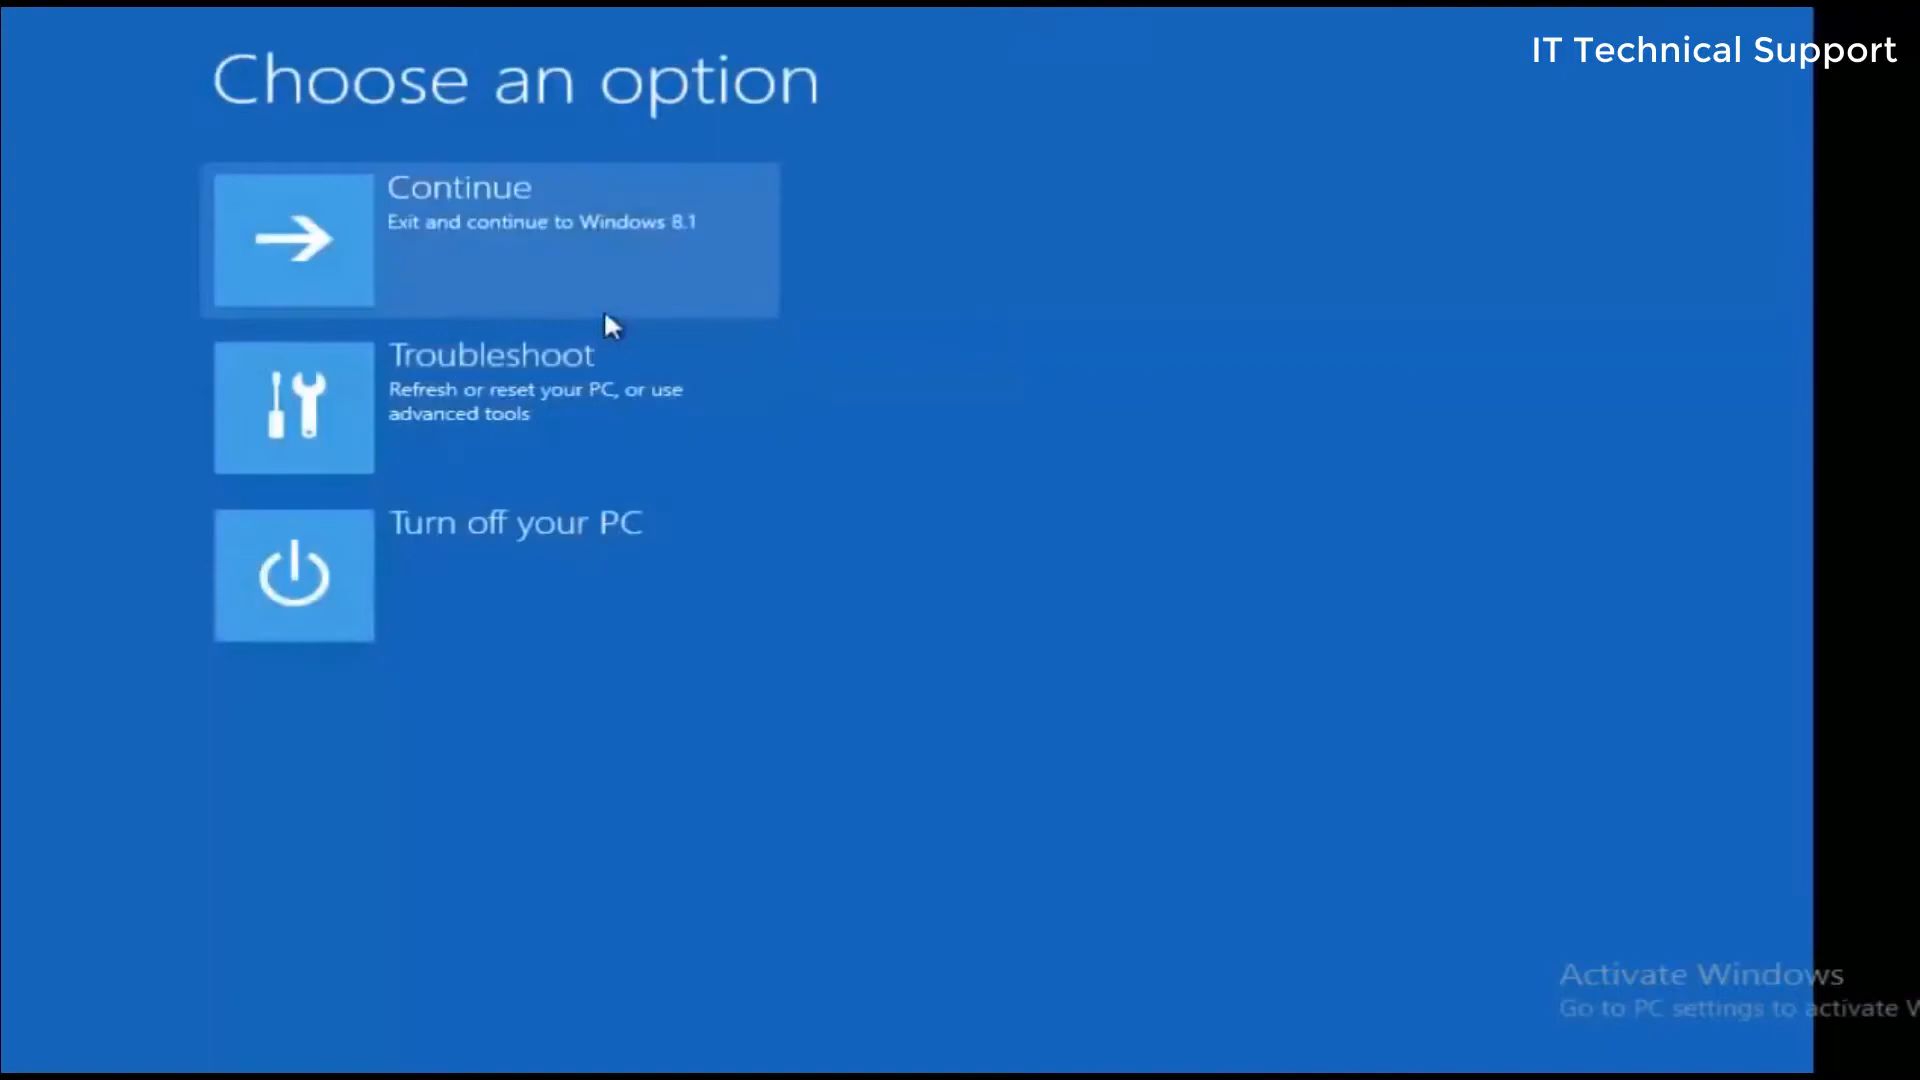 IT Technical Support
Choose an option
Continue
Exit and continue to Windows 8.1
Troubleshoot
Refresh or reset your PC, or use
advanced tools
Turn off your PC
Activate Windows
Go to PC settings to activate W